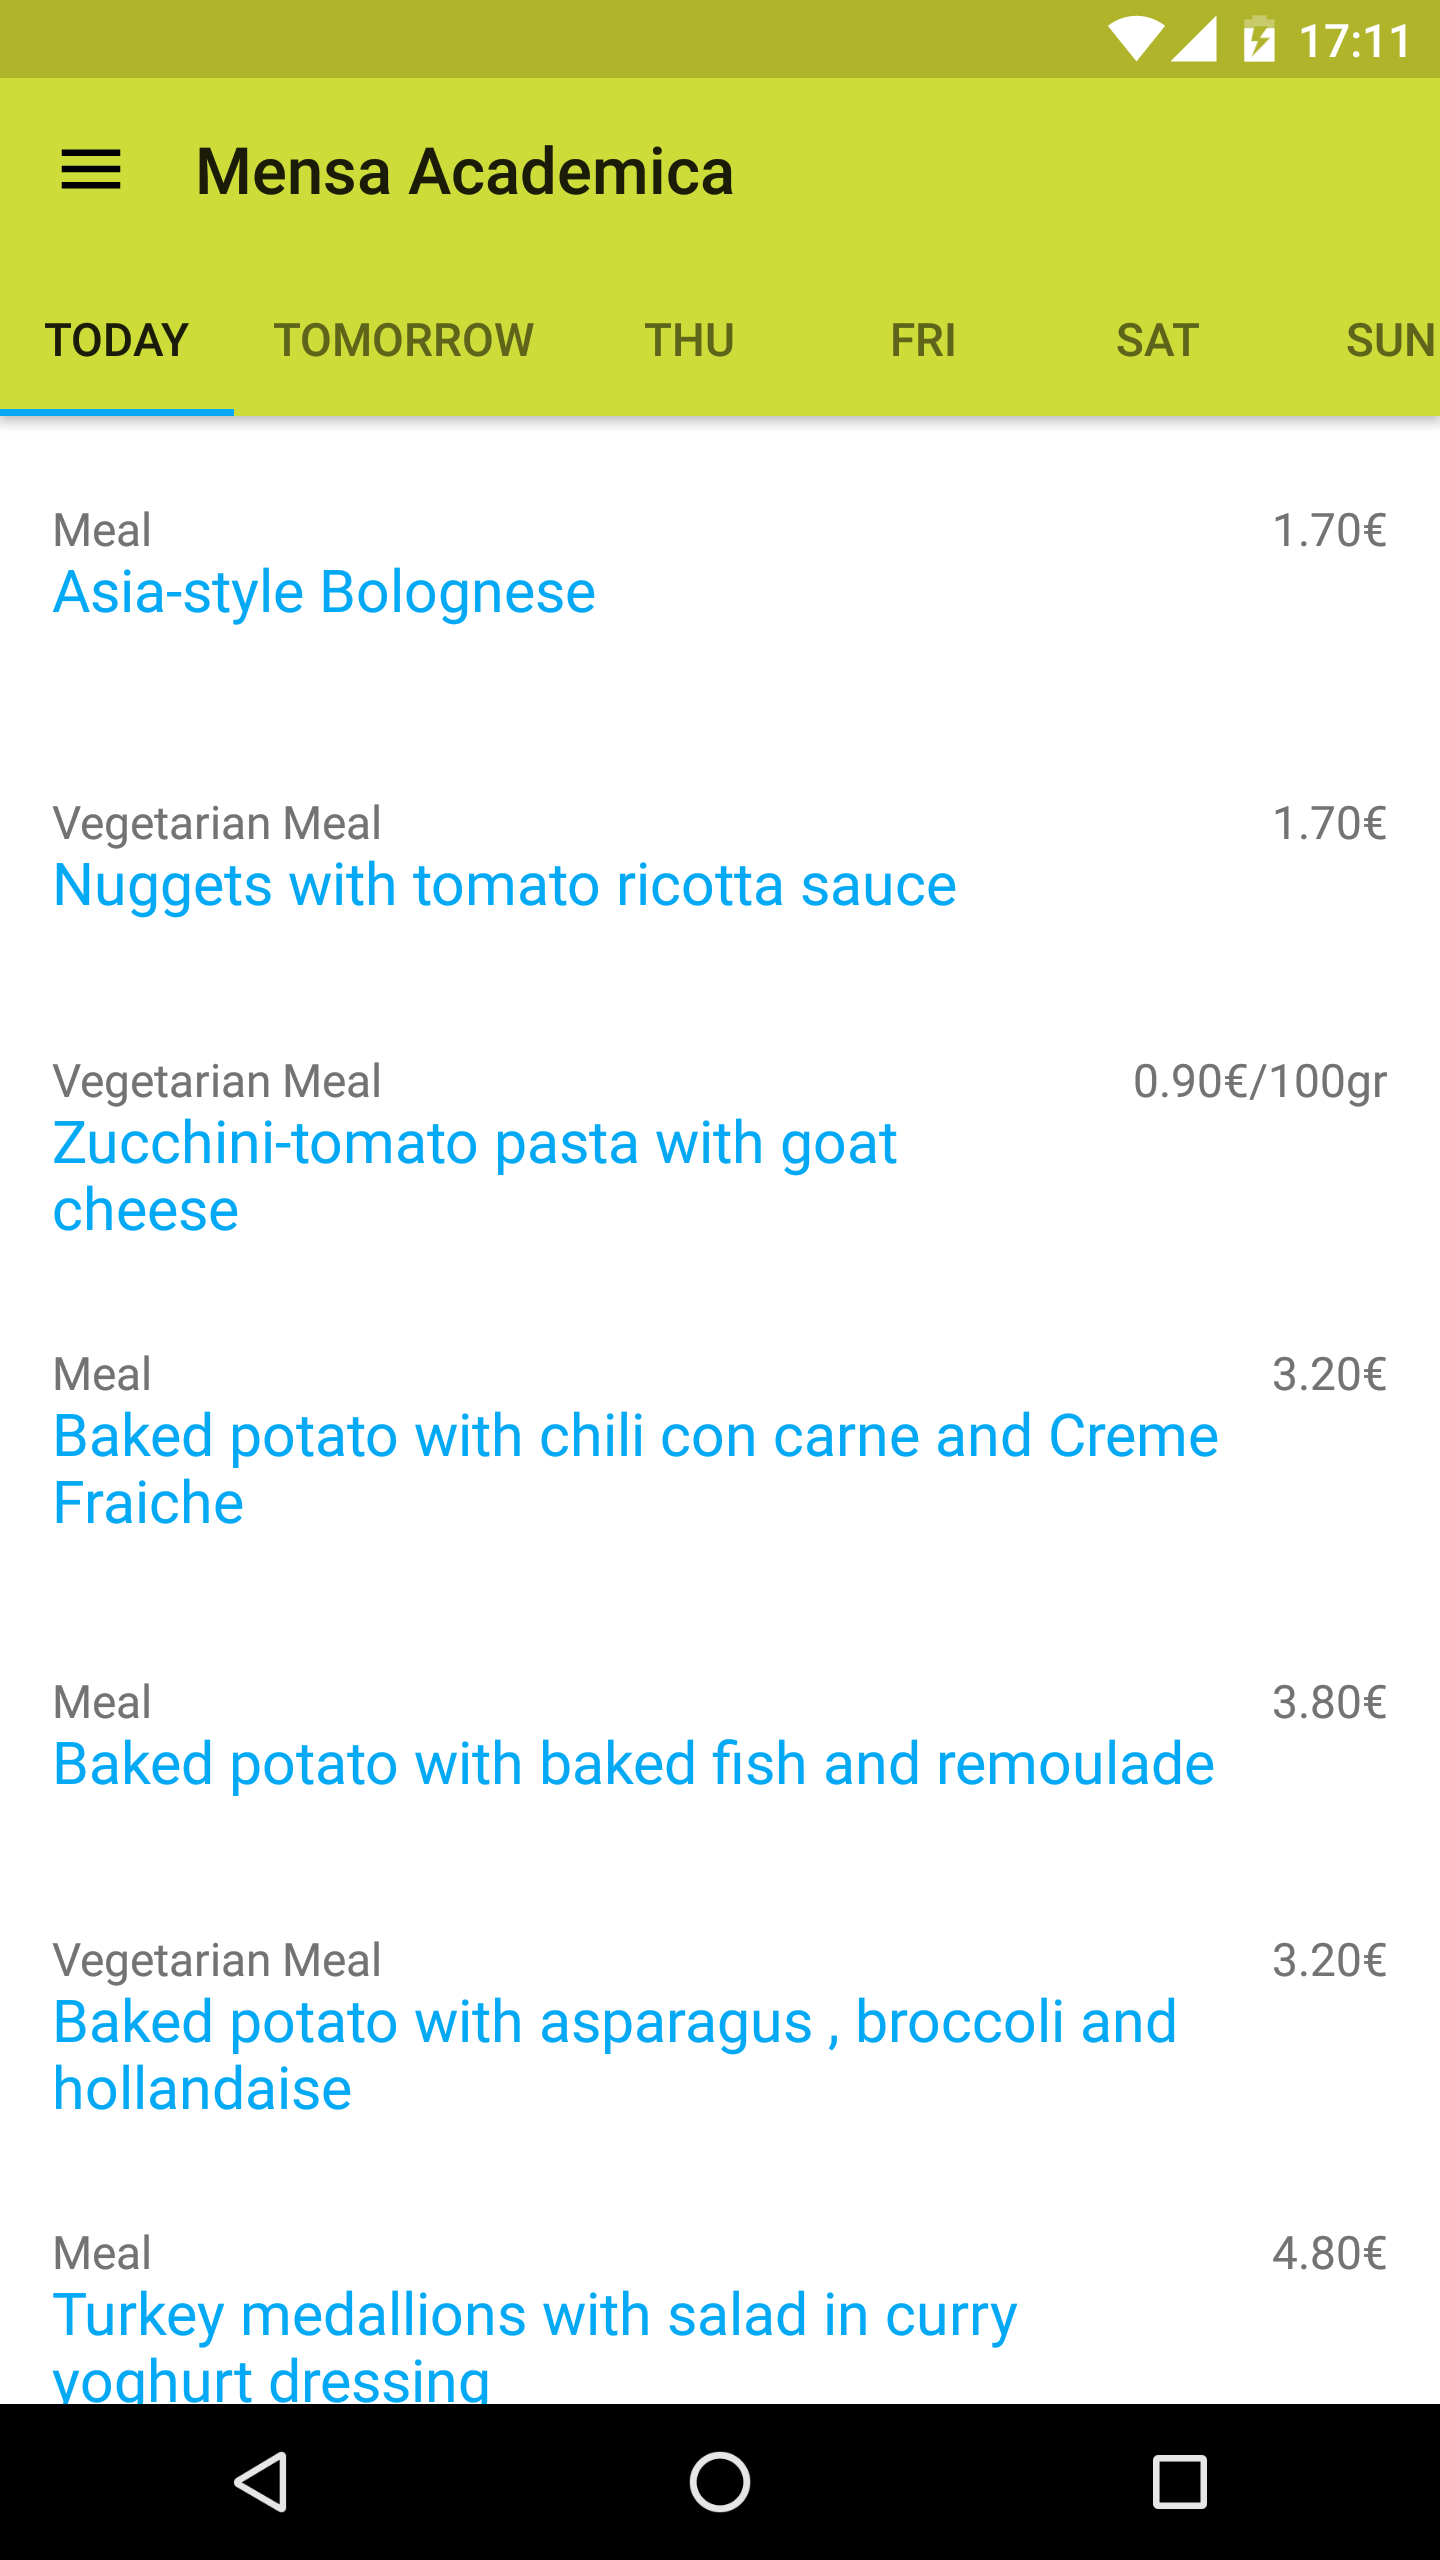 17:11
Mensa Academica
TODAY TOMORROW THU FRI SAT SUN
Meal 1.70€
Asia-style Bolognese
Vegetarian Meal 1.70€
Nuggets with tomato ricotta sauce
Vegetarian Meal 0.90€/100gr
Zucchini-tomato pasta with goat
cheese
Meal 3.20€
Baked potato with chili con carne and Creme
Fraiche
Meal 3.80€
Baked potato with baked fish and remoulade
Vegetarian Meal 3.20€
Baked potato with asparagus , broccoli and
hollandaise
Meal 4.80€
Turkey medallions with salad in curry
yoghurt dressing